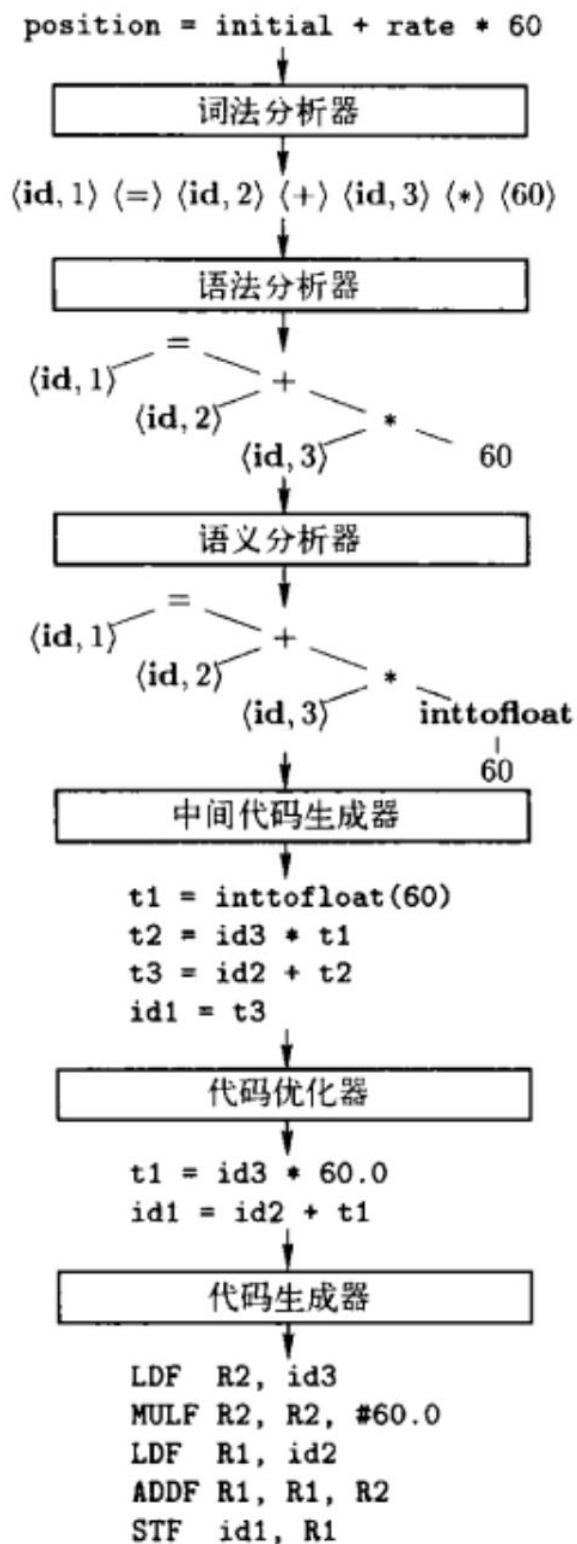 position = initial + rate * 60
词法分析器
⟨id, 1⟩ ⟨=⟩ ⟨id, 2⟩ ⟨+⟩ ⟨id, 3⟩ ⟨*⟩ ⟨60⟩
语法分析器
=
⟨id, 1⟩ +
⟨id, 2⟩ *
⟨id, 3⟩ 60
语义分析器
=
⟨id, 1⟩ +
⟨id, 2⟩ *
⟨id, 3⟩ inttofloat
60
中间代码生成器
t1 = inttofloat(60)
t2 = id3 * t1
t3 = id2 + t2
id1 = t3
代码优化器
t1 = id3 * 60.0
id1 = id2 + t1
代码生成器
LDF R2, id3
MULF R2, R2, #60.0
LDF R1, id2
ADDF R1, R1, R2
STF id1, R1